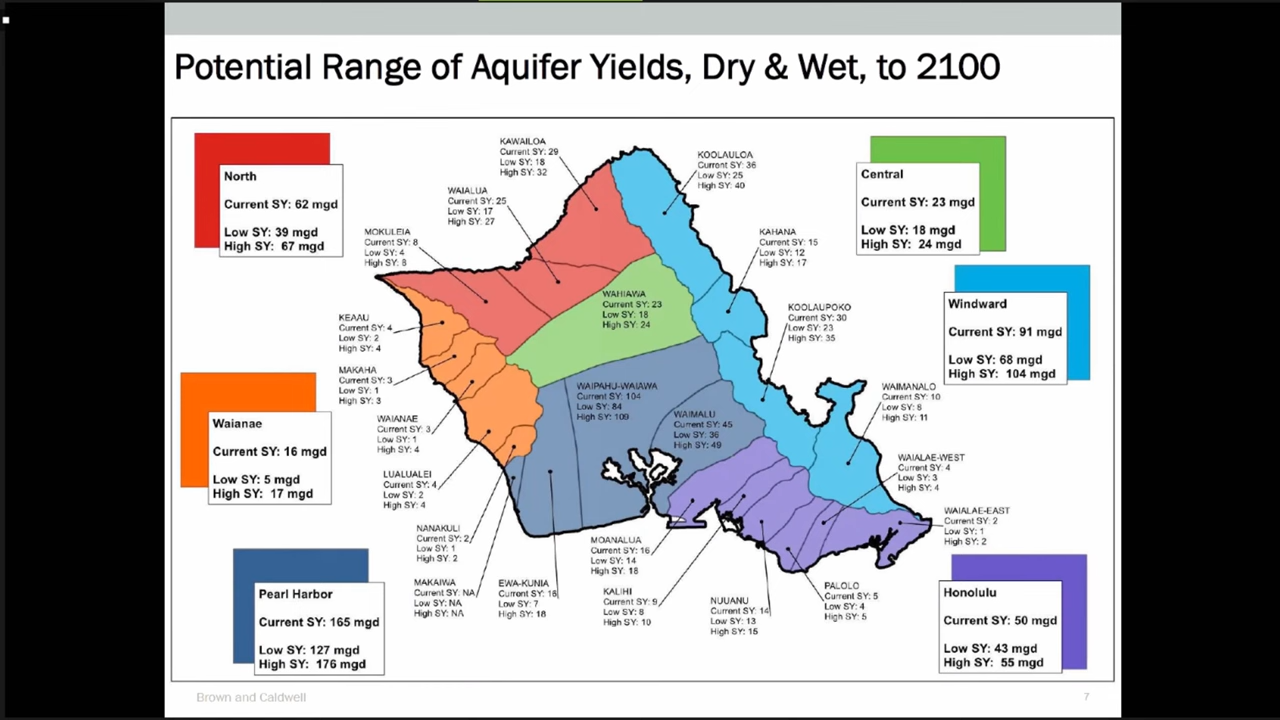 Potential Range of Aquifer Yields, Dry & Wet, to 2100
North
Current SY: 62 mgd
Low SY: 39 mgd
High SY: 67 mgd
KAWAILOA
Current SY: 29
Low SY: 18
High SY: 32
WAIALUA
Current SY: 25
Low SY: 17
High SY: 27
MOKULEIA
Current SY: 8
Low SY: 4
High SY: 8
KOOLAULOA
Current SY: 36
Low SY: 25
High SY: 40
Central
Current SY: 23 mgd
Low SY: 18 mgd
High SY: 24 mgd
KAHANA
Current SY: 15
Low SY: 12
High SY: 17
WAHIAWA
Current SY: 23
Low SY: 18
High SY: 24
KOOLAUPOKO
Current SY: 30
Low SY: 23
High SY: 35
Windward
Current SY: 91 mgd
Low SY: 68 mgd
High SY: 104 mgd
KEAAU
Current SY: 4
Low SY: 2
High SY: 4
MAKAHA
Current SY: 3
Low SY: 1
High SY: 3
WAIANAE
Current SY: 3
Low SY: 1
High SY: 4
Waianae
Current SY: 16 mgd
Low SY: 5 mgd
High SY: 17 mgd
WAIPAHU-WAIAWA
Current SY: 104
Low SY: 84
High SY: 109
WAIMALU
Current SY: 45
Low SY: 36
High SY: 49
WAIMANALO
Current SY: 10
Low SY: 8
High SY: 11
WAIALAE-WEST
Current SY: 4
Low SY: 3
High SY: 4
LUALUALEI
Current SY: 4
Low SY: 2
High SY: 4
WAIALAE-EAST
Current SY: 2
Low SY: 1
High SY: 2
NANAKULI
Current SY: 2
Low SY: 1
High SY: 2
MAKAIWA
Current SY: NA
Low SY: NA
High SY: NA
EWA-KUNIA
Current SY: 16
Low SY: 7
High SY: 18
MOANALUA
Current SY: 16
Low SY: 14
High SY: 18
KALIHI
Current SY: 9
Low SY: 8
High SY: 10
NUUANU
Current SY: 14
Low SY: 13
High SY: 15
PALOLO
Current SY: 5
Low SY: 4
High SY: 5
Pearl Harbor
Current SY: 165 mgd
Low SY: 127 mgd
High SY: 176 mgd
Honolulu
Current SY: 50 mgd
Low SY: 43 mgd
High SY: 55 mgd
Brown and Caldwell
7